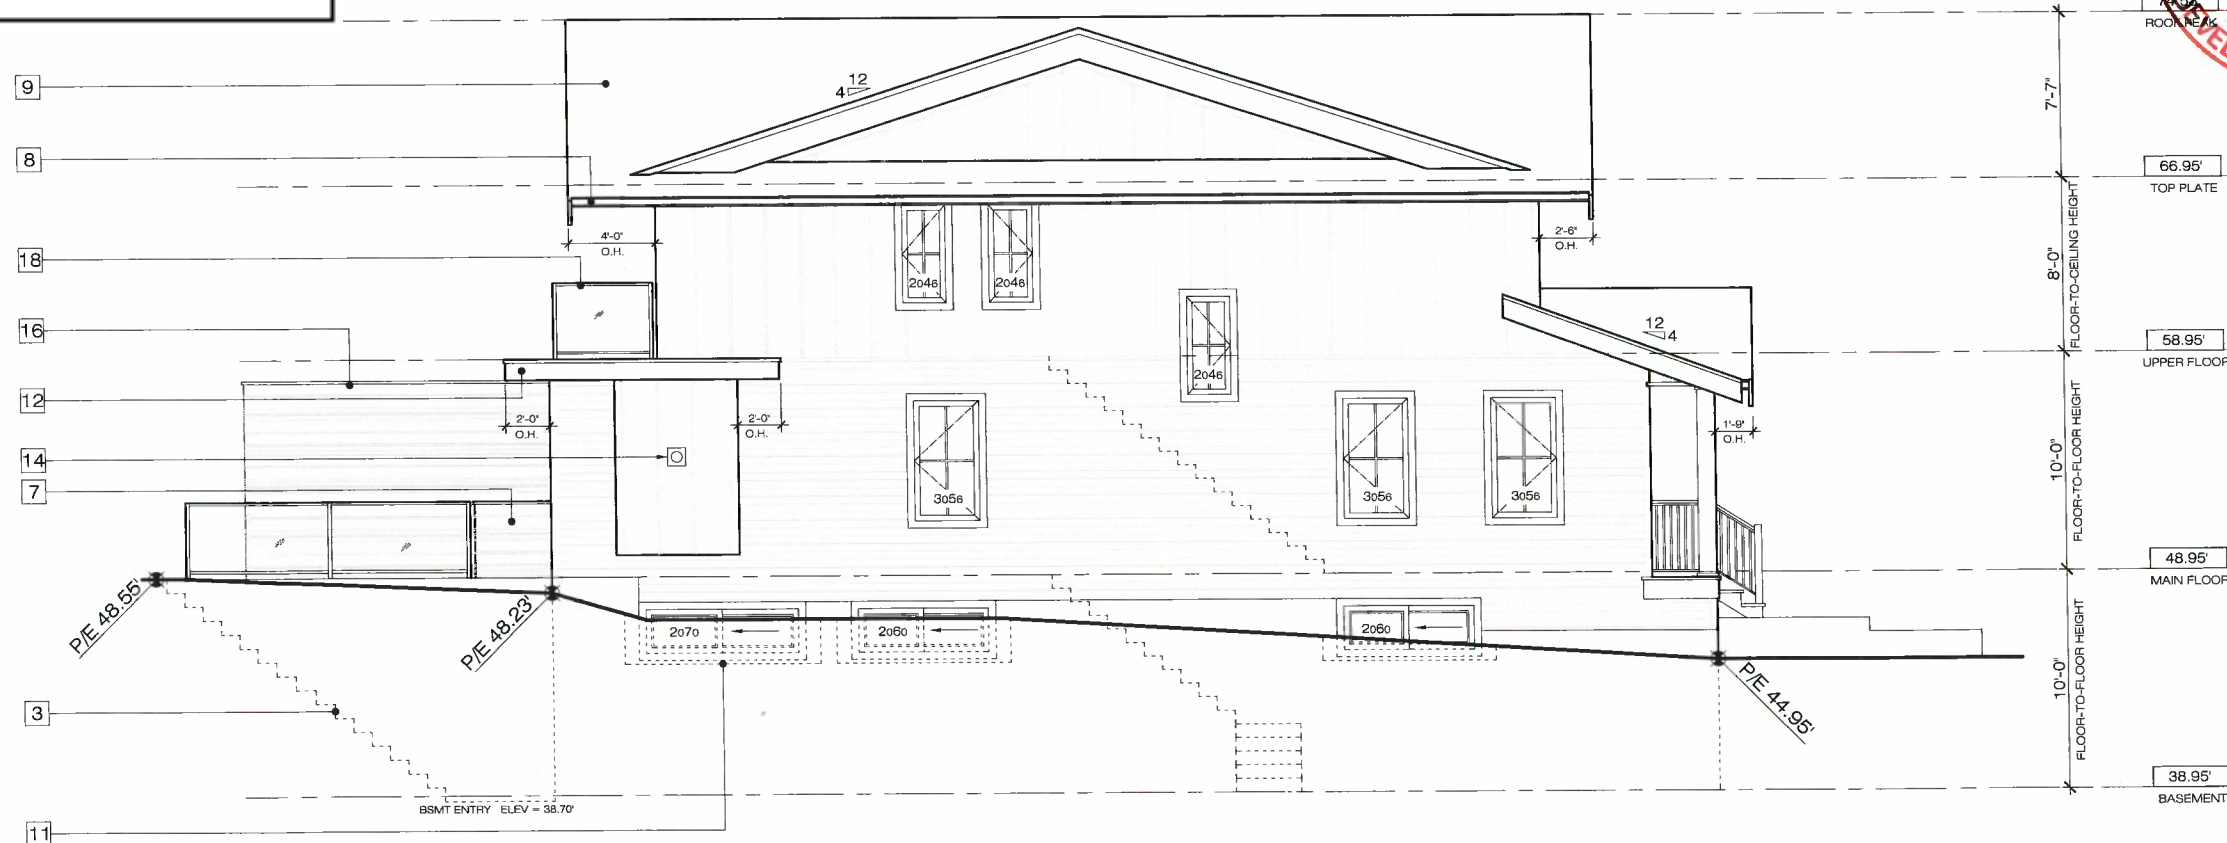 ROOF PEAK
9
12
4
7'-7"
8
66.95'
TOP PLATE
4'-0"
O.H.
2'-6"
O.H.
8'-0"
FLOOR-TO-CEILING HEIGHT
18
2046
2046
16
12
4
58.95'
UPPER FLOOR
2046
12
2'-0"
O.H.
2'-0"
O.H.
1'-9"
O.H.
10'-0"
FLOOR-TO-FLOOR HEIGHT
14
7
3056
3056
3056
48.95'
MAIN FLOOR
P/E 48.55'
P/E 48.23'
2070
2060
2060
P/E 44.95'
10'-0"
FLOOR-TO-FLOOR HEIGHT
3
38.95'
BASEMENT
BSMT ENTRY ELEV = 38.70'
11